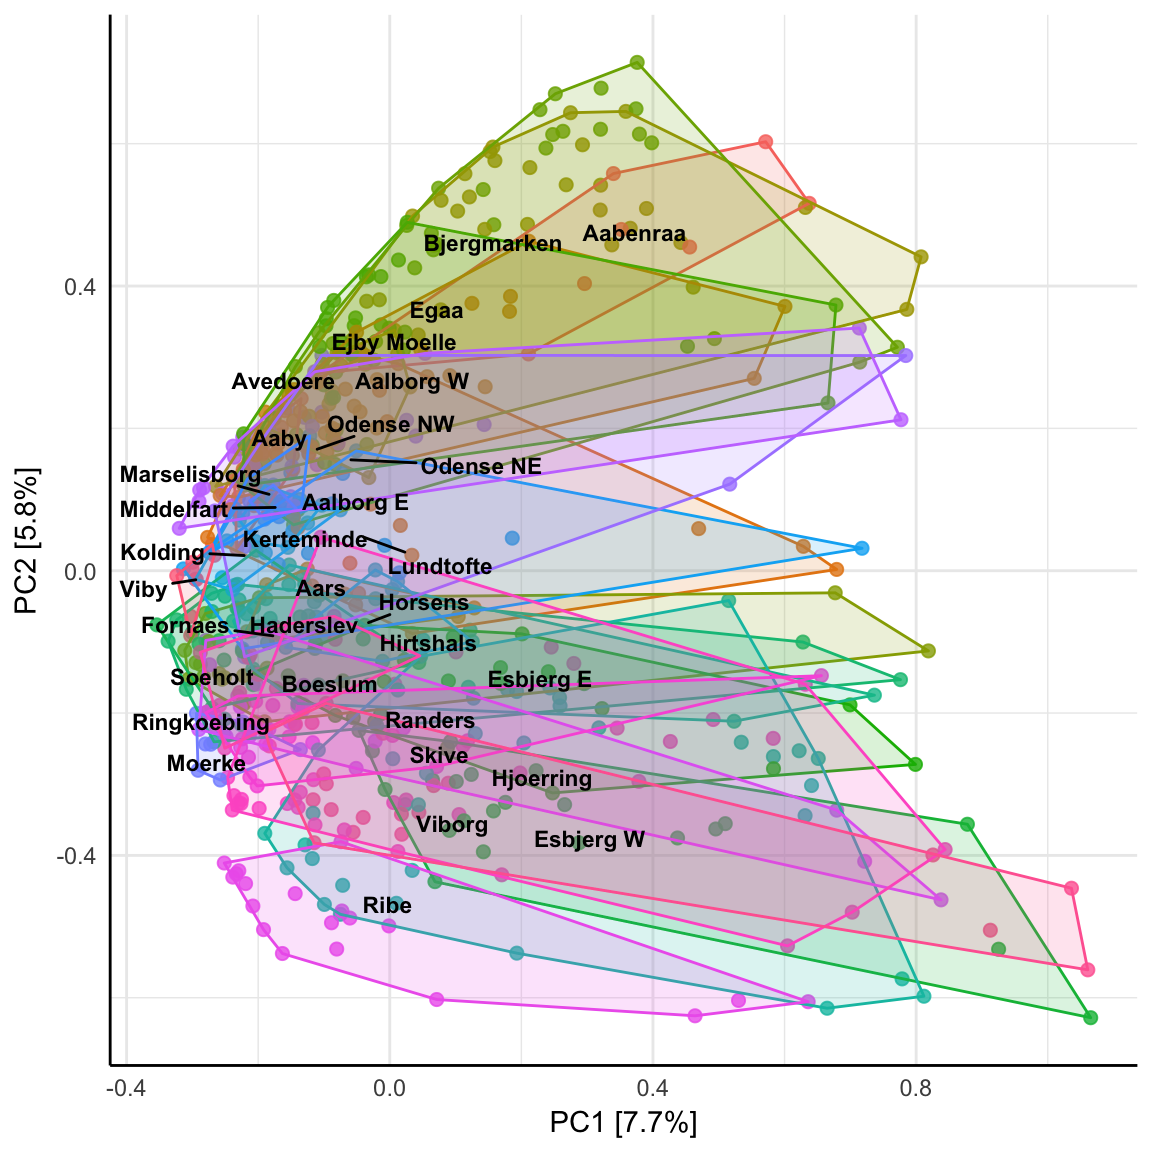 Bjergmarken
Aabenraa
0.4
Egaa
Ejby Moelle
Avedoere
Aalborg W
Odense NW
Aaby
Odense NE
Marselisborg
Aalborg E
Middelfart
Kerteminde
Kolding
Lundtofte
0.0
Viby
Aars
Horsens
Fornaes
Haderslev
Hirtshals
Soeholt
Boeslum
Esbjerg E
Ringkoebing
Randers
Moerke
Skive
Hjoerring
Viborg
Esbjerg W
-0.4
Ribe
-0.4
0.0
0.4
0.8
PC1 [7.7%]
PC2 [5.8%]